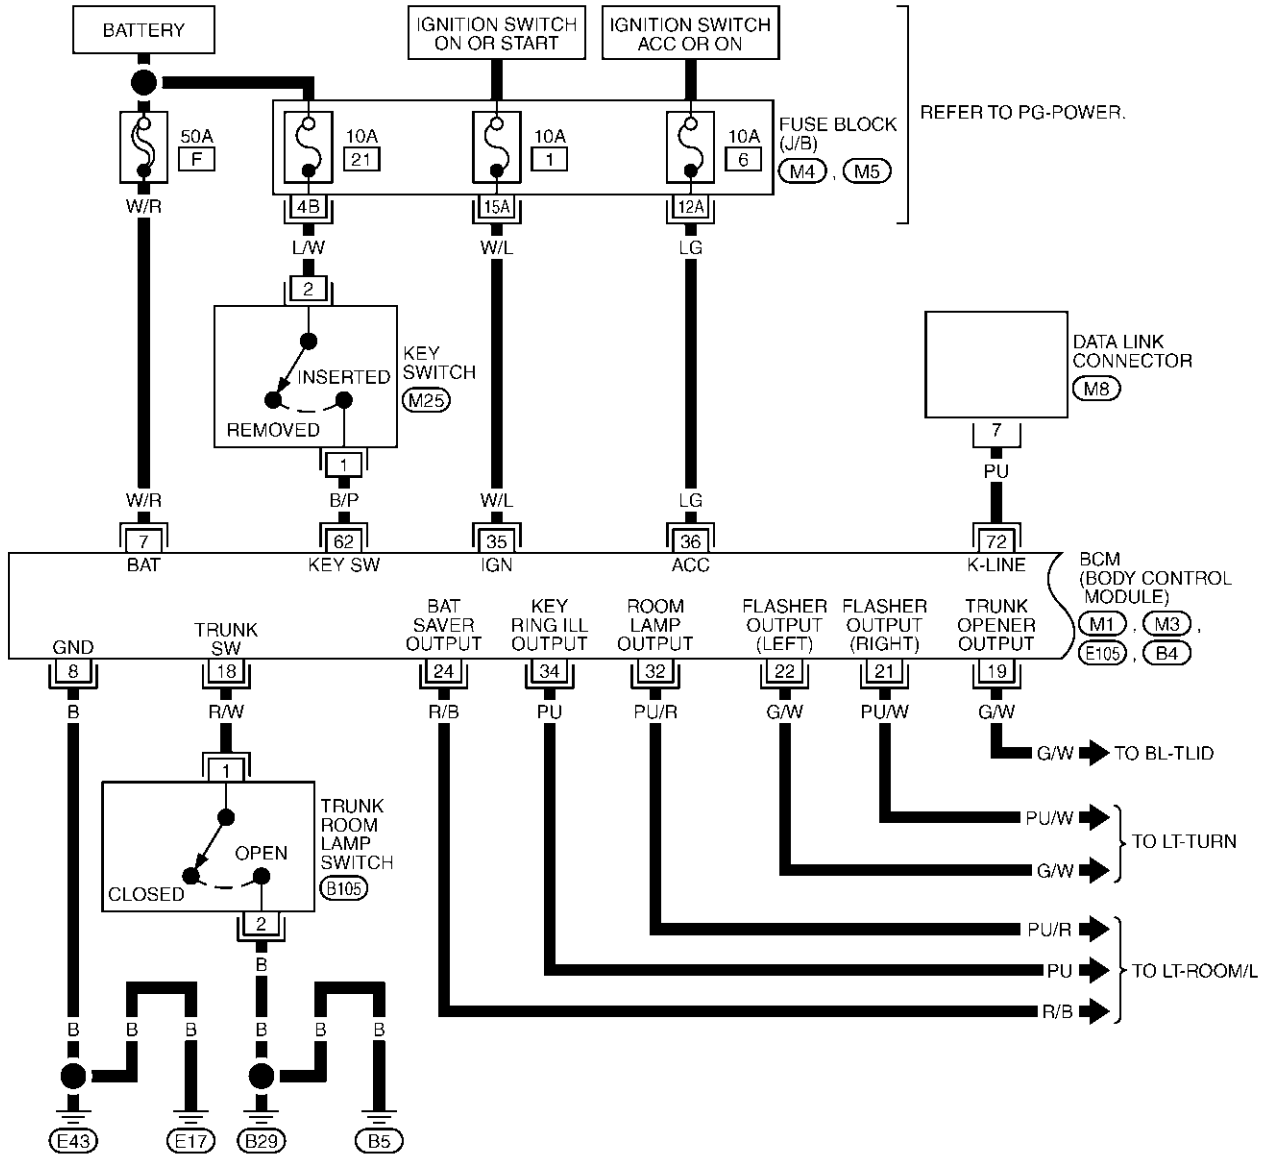 BATTERY
IGNITION SWITCH
ON OR START
IGNITION SWITCH
ACC OR ON
REFER TO PG-POWER.
50A
F
10A
21
10A
1
10A
6
FUSE BLOCK
(J/B)
M4 , M5
W/R
4B
15A
12A
L/W
W/L
LG
2
KEY
SWITCH
M25
INSERTED
REMOVED
1
DATA LINK
CONNECTOR
M8
7
PU
W/R
B/P
W/L
LG
7
62
35
36
72
BAT
KEY SW
IGN
ACC
K-LINE
BCM
(BODY CONTROL
MODULE)
M1 , M3 ,
E105 , B4
GND
TRUNK
SW
BAT
SAVER
OUTPUT
KEY
RING ILL
OUTPUT
ROOM
LAMP
OUTPUT
FLASHER
OUTPUT
(LEFT)
FLASHER
OUTPUT
(RIGHT)
TRUNK
OPENER
OUTPUT
8
18
24
34
32
22
21
19
B
R/W
R/B
PU
PU/R
G/W
PU/W
G/W
G/W
TO BL-TLID
1
TRUNK
ROOM
LAMP
SWITCH
B105
OPEN
CLOSED
2
PU/W
G/W
TO LT-TURN
PU/R
PU
R/B
TO LT-ROOM/L
B
B
B
B
B
B
B
E43
E17
B29
B5